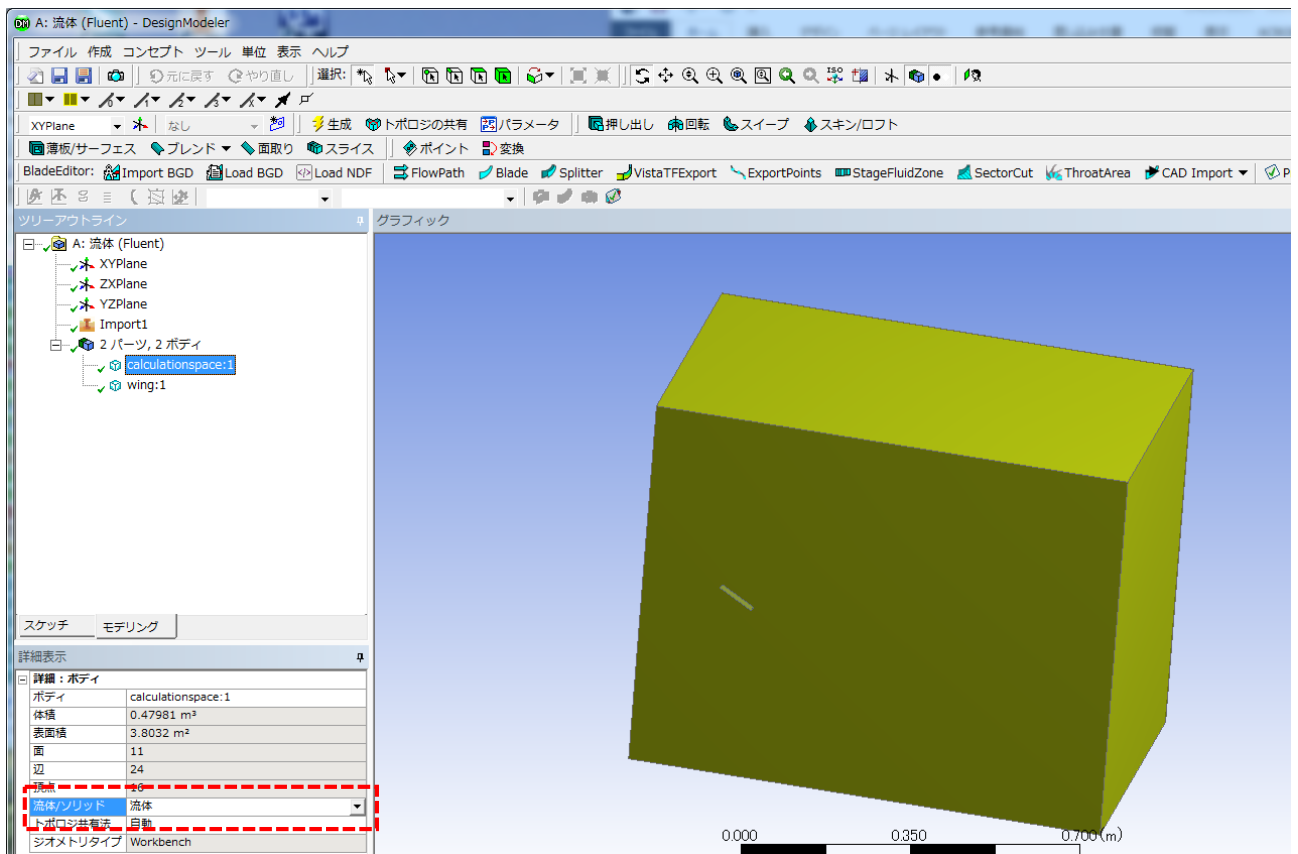 A: 流体 (Fluent) - DesignModeler
ファイル 作成 コンセプト ツール 単位 表示 ヘルプ
元に戻す やり直し 選択: ISO
XYPlane なし 生成 トポロジの共有 パラメータ 押し出し 回転 スイープ スキン/ロフト
薄板/サーフェス ブレンド 面取り スライス ポイント 変換
BladeEditor: Import BGD Load BGD Load NDF FlowPath Blade Splitter VistaTFExport ExportPoints StageFluidZone SectorCut ThroatArea CAD Import P
ツリーアウトライン
グラフィック
A: 流体 (Fluent)
XYPlane
ZXPlane
YZPlane
Import1
2 パーツ, 2 ボディ
calculationspace:1
wing:1
スケッチ モデリング
詳細表示
詳細：ボディ
ボディ calculationspace:1
体積 0.47981 m³
表面積 3.8032 m²
面 11
辺 24
頂点 16
流体/ソリッド 流体
トポロジ共有法 自動
ジオメトリタイプ Workbench
0.000 0.350 0.700 (m)